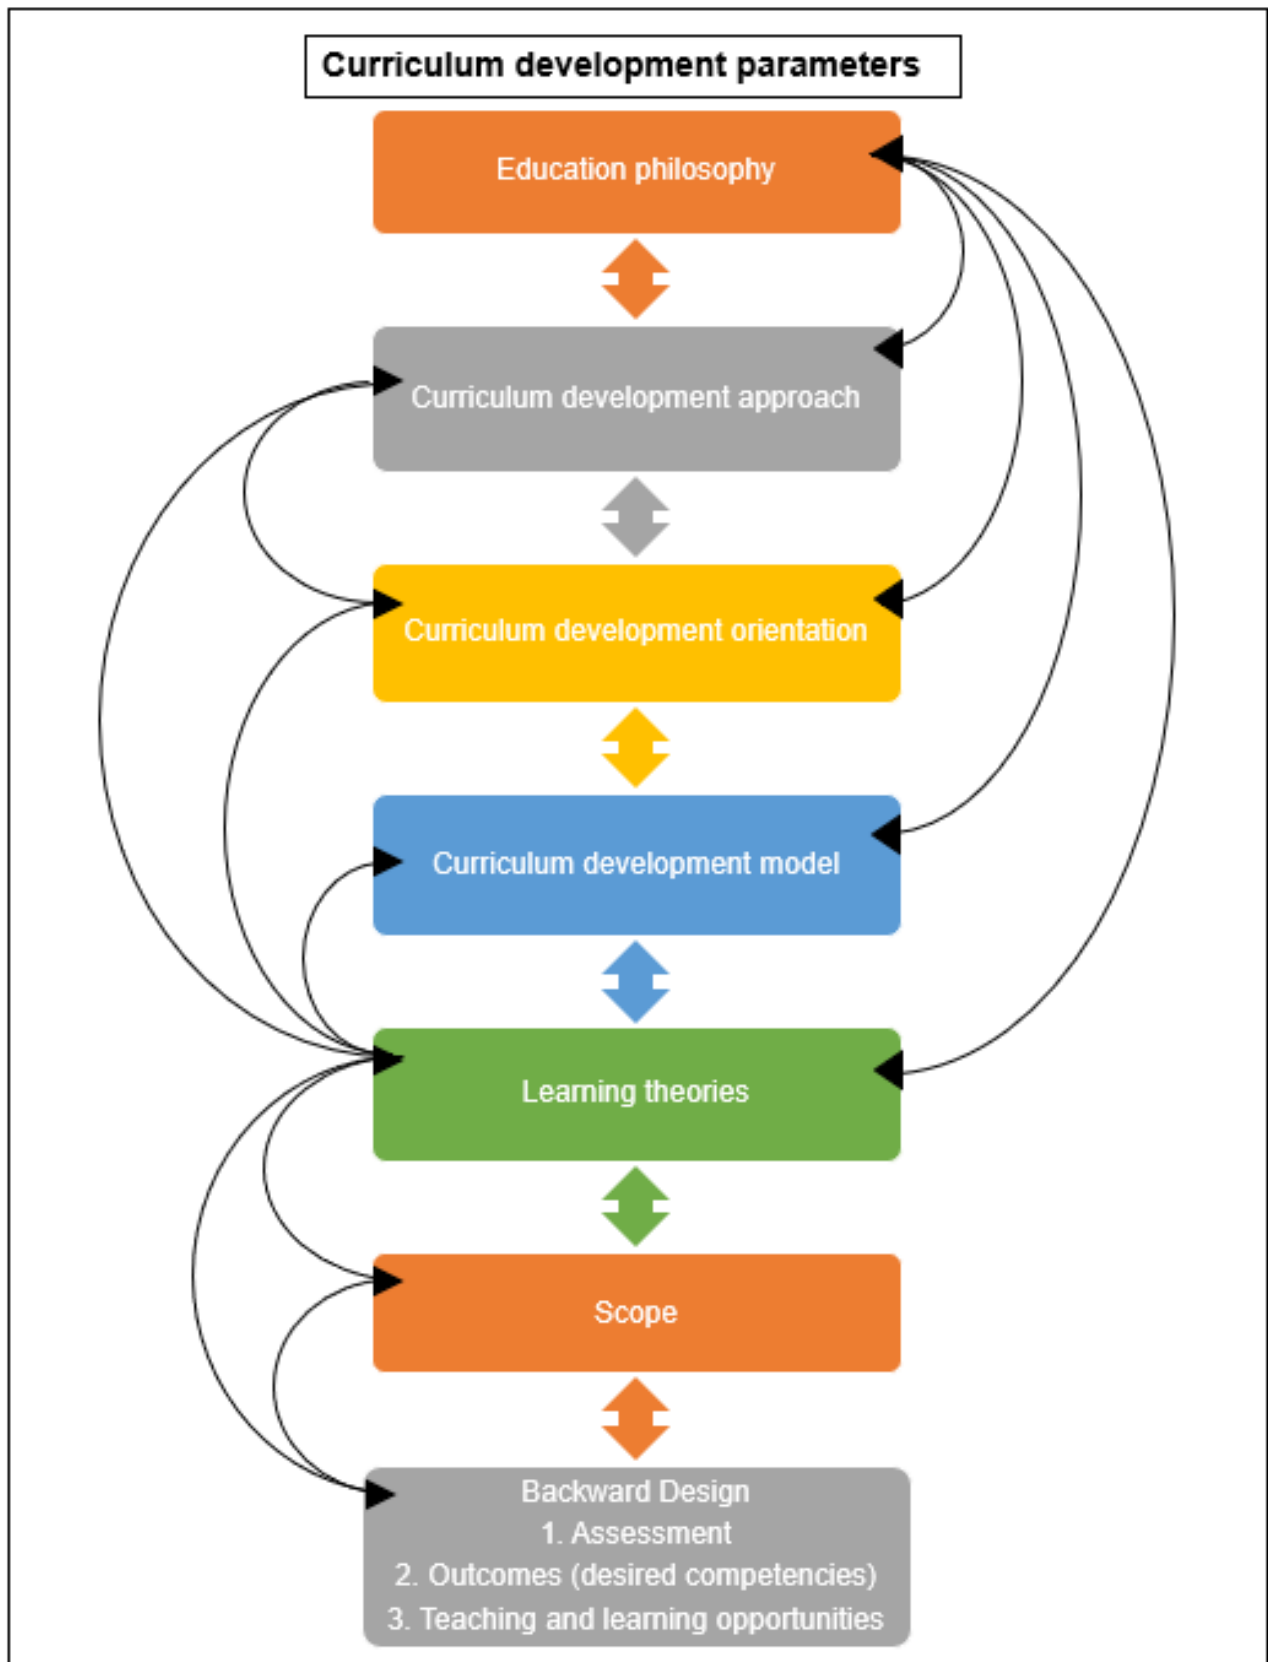 Curriculum development parameters
Education philosophy
Curriculum development approach
Curriculum development orientation
Curriculum development model
Learning theories
Scope
Backward Design
1. Assessment
2. Outcomes (desired competencies)
3. Teaching and learning opportunities